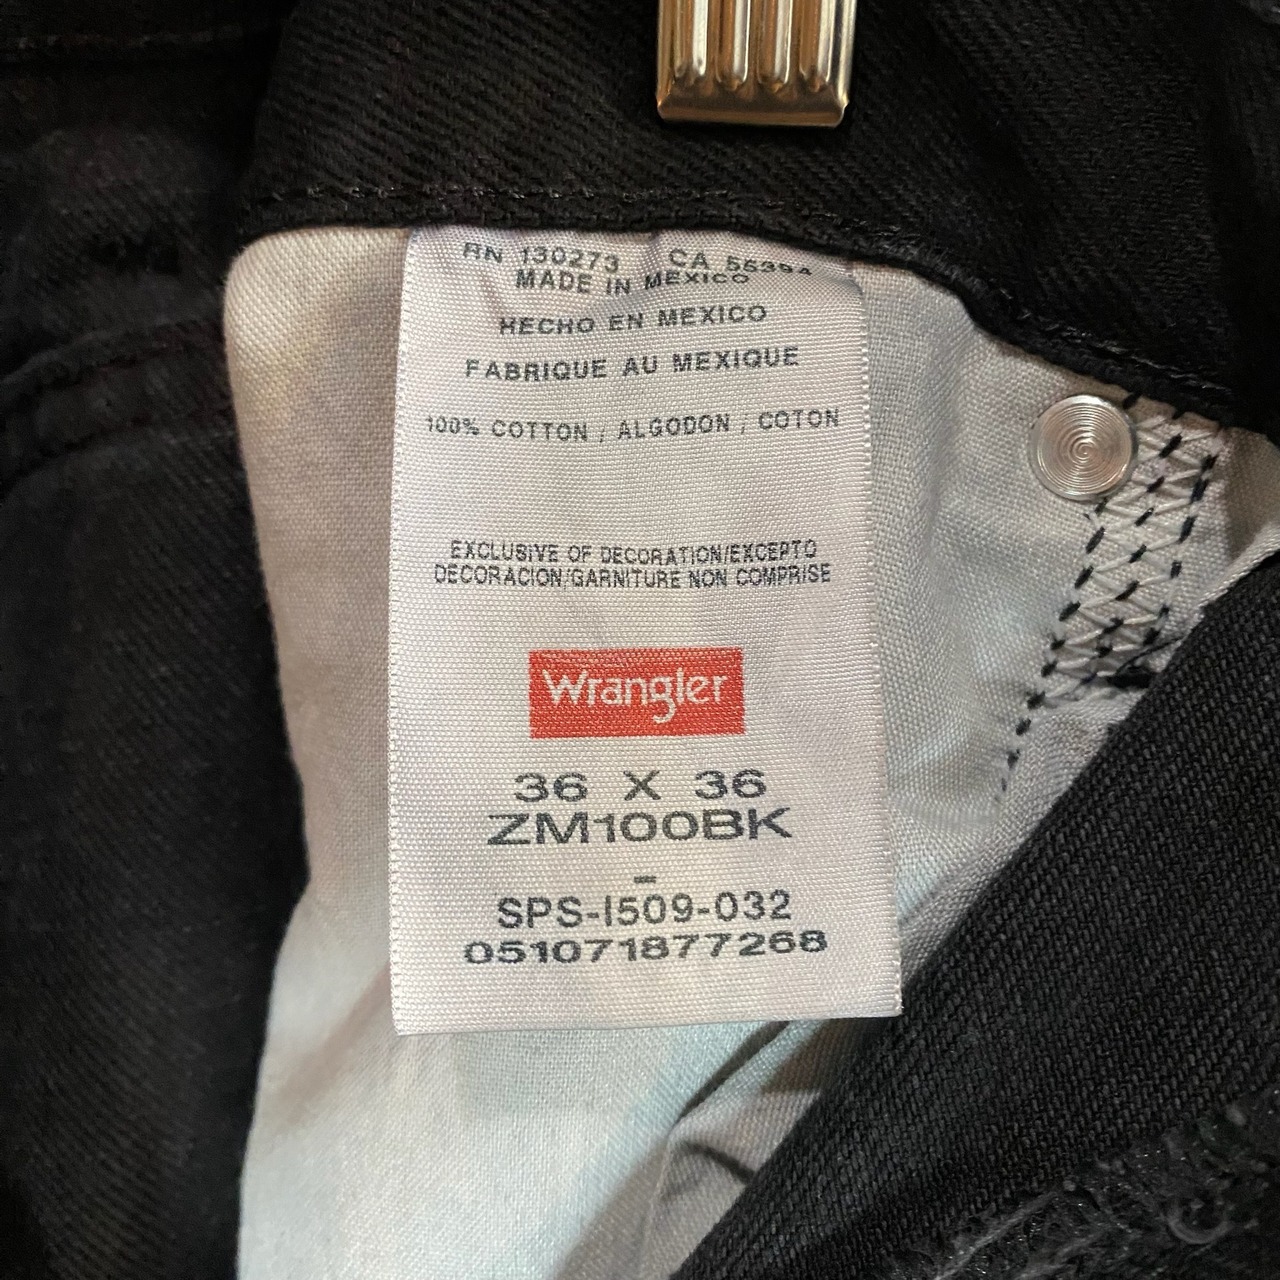 RN 130273 CA 56394
MADE IN MEXICO
HECHO EN MEXICO
FABRIQUE AU MEXIQUE
100% COTTON / ALGODON / COTON
EXCLUSIVE OF DECORATION/EXCEPTO
DECORACION/GARNITURE NON COMPRISE
Wrangler
36 X 36
ZM100BK
-
SPS-I509-032
051071877268